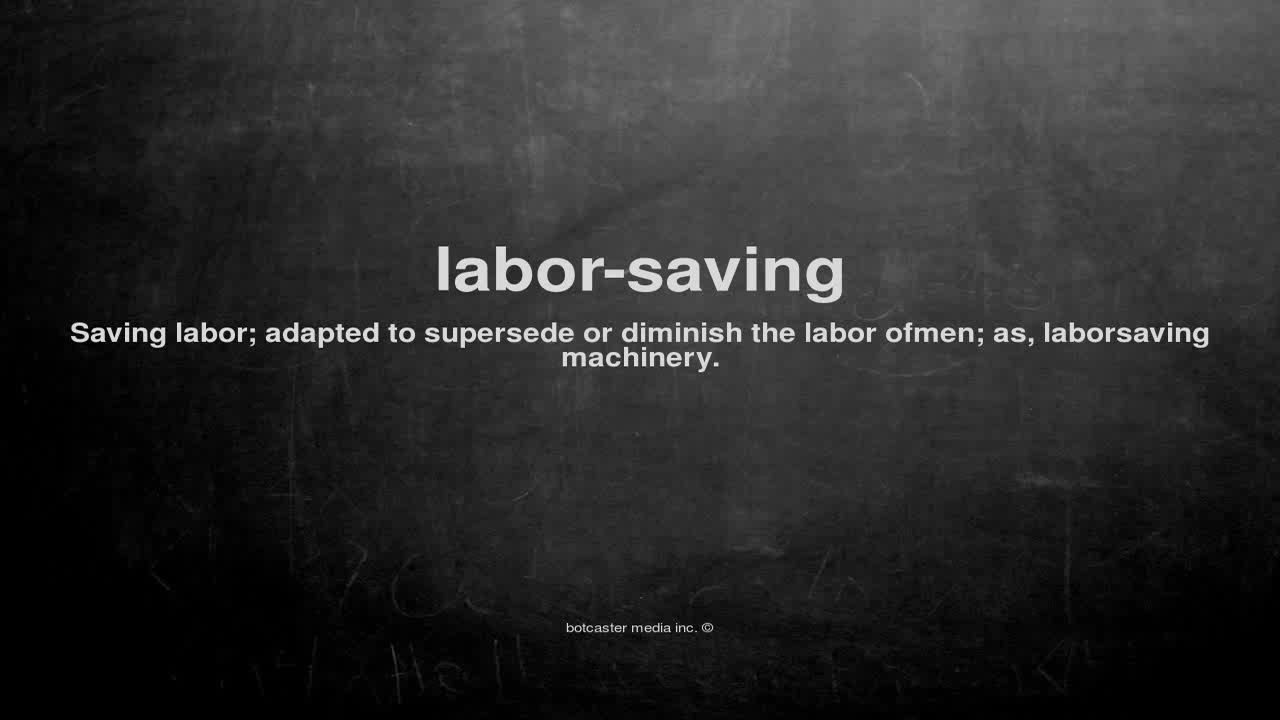 labor-saving
Saving labor; adapted to supersede or diminish the labor ofmen; as, laborsaving
machinery.
botcaster media inc. ©